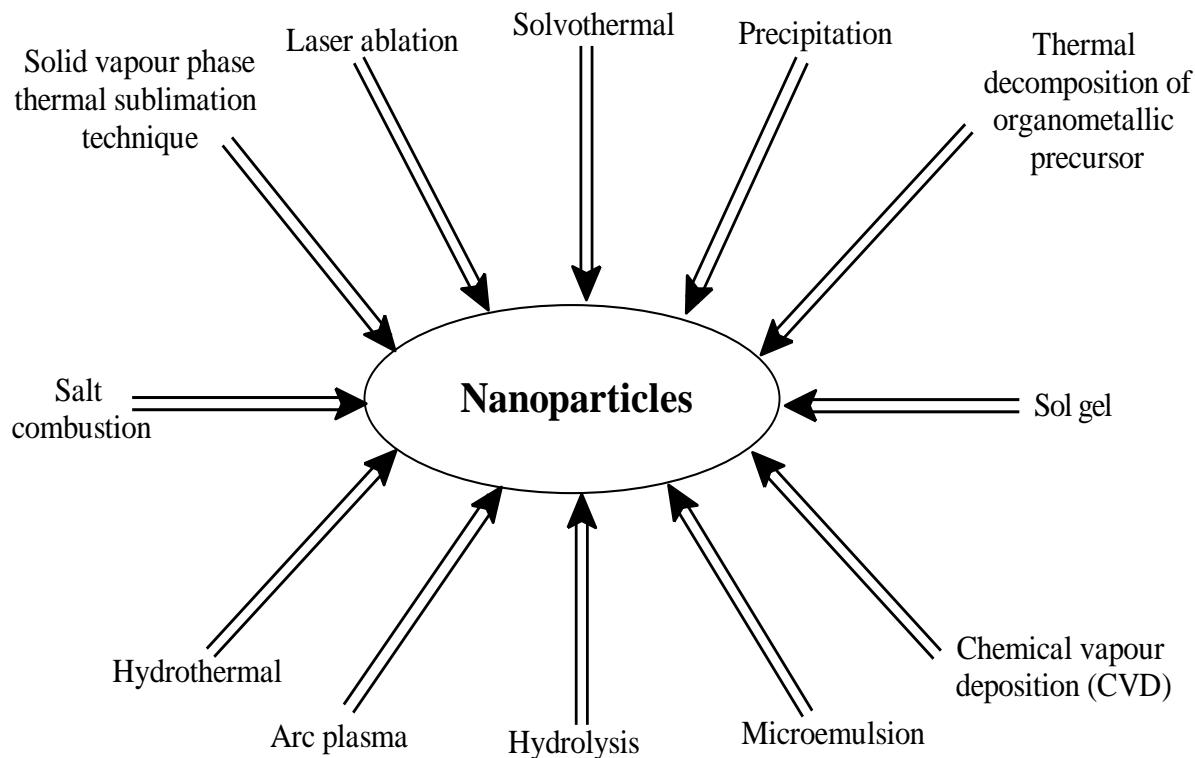 Solid vapour phase
thermal sublimation
technique
Laser ablation
Solvothermal
Precipitation
Thermal
decomposition of
organometallic
precursor
Salt
combustion
Nanoparticles
Sol gel
Hydrothermal
Arc plasma
Hydrolysis
Microemulsion
Chemical vapour
deposition (CVD)